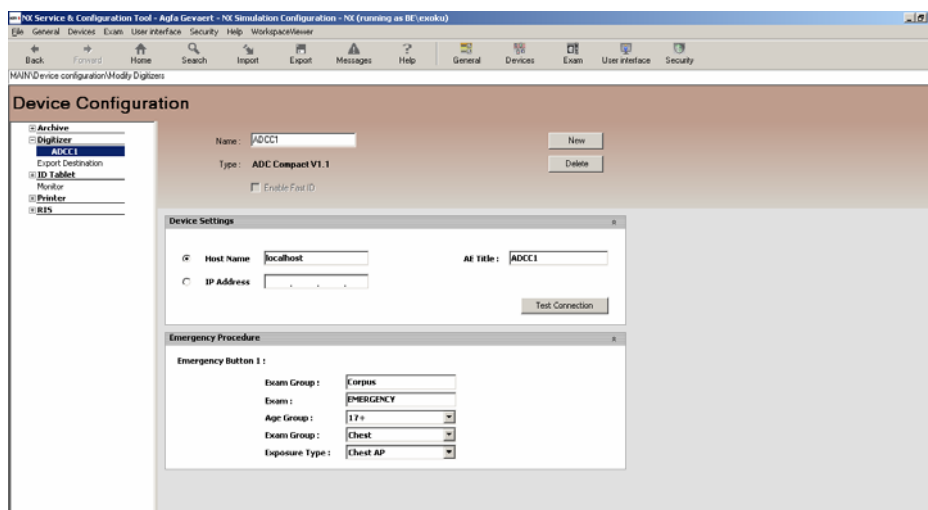 NX Service & Configuration Tool - Agfa Gevaert - NX Simulation Configuration - NX (running as BE\exoku)
File General Devices Exam User interface Security Help WorkspaceViewer
Back Forward Home Search Import Export Messages Help General Devices Exam User interface Security
MAIN\Device configuration\Modify Digitizers
Device Configuration
Archive
Digitizer
ADCC1
Export Destination
ID Tablet
Monitor
Printer
RIS
Name : ADCC1 New
Type : ADC Compact V1.1 Delete
Enable Fast ID
Device Settings
Host Name localhost AE Title : ADCC1
IP Address . . .
Test Connection
Emergency Procedure
Emergency Button 1 :
Exam Group : Corpus
Exam : EMERGENCY
Age Group : 17+
Exam Group : Chest
Exposure Type : Chest AP